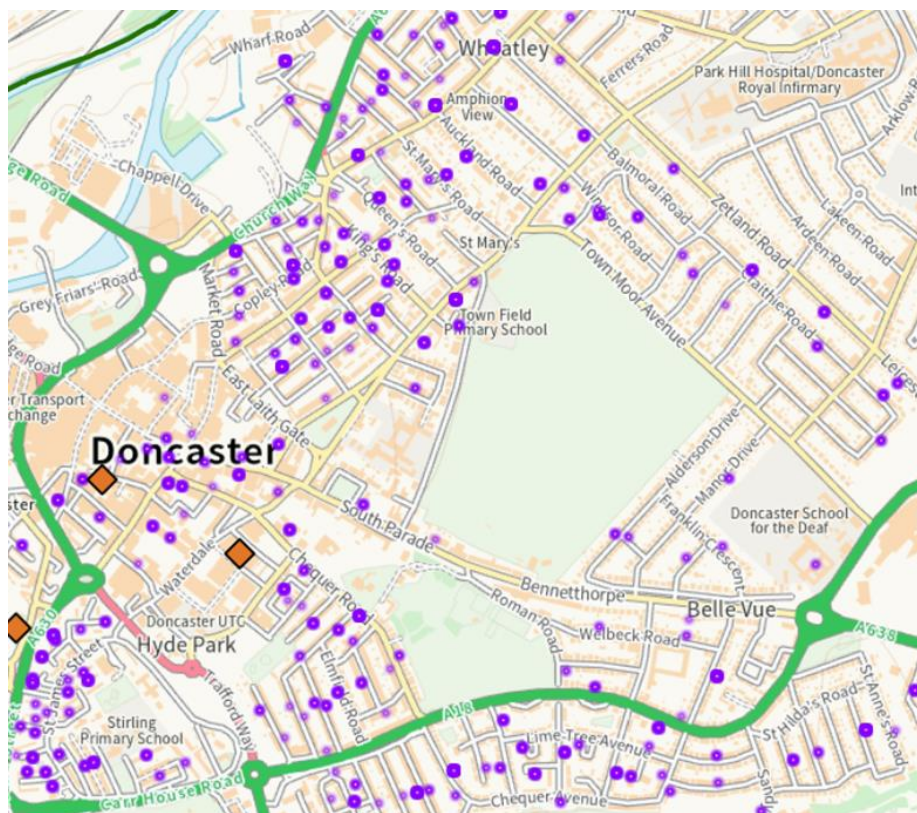 Wharf Road
Wheatley
Ferrers Road
Park Hill Hospital/Doncaster
Royal Infirmary
Amphion
View
Auckland Road
St Mary's Road
Chappell Drive
Church Way
Balmoral Road
Windsor Road
Zetland Road
Lakeen Road
Ardeen Road
Queen's Road
King's Road
St Mary's
Town Moor Avenue
Grey Friars' Road
Market Road
Copley Road
Town Field
Primary School
Craithie Road
East Laith Gate
Doncaster
Alderson Drive
Manor Drive
South Parade
Franklin Crescent
Doncaster School
for the Deaf
Waterdale
Chequer Road
Bennetthorpe
Roman Road
Belle Vue
Welbeck Road
A638
A630
Doncaster UTC
Hyde Park
Trafford Way
Elmfield Road
Stirling
Primary School
A18
Lime Tree Avenue
St Hilda's Road
St Anne's Road
Carr House Road
Chequer Avenue